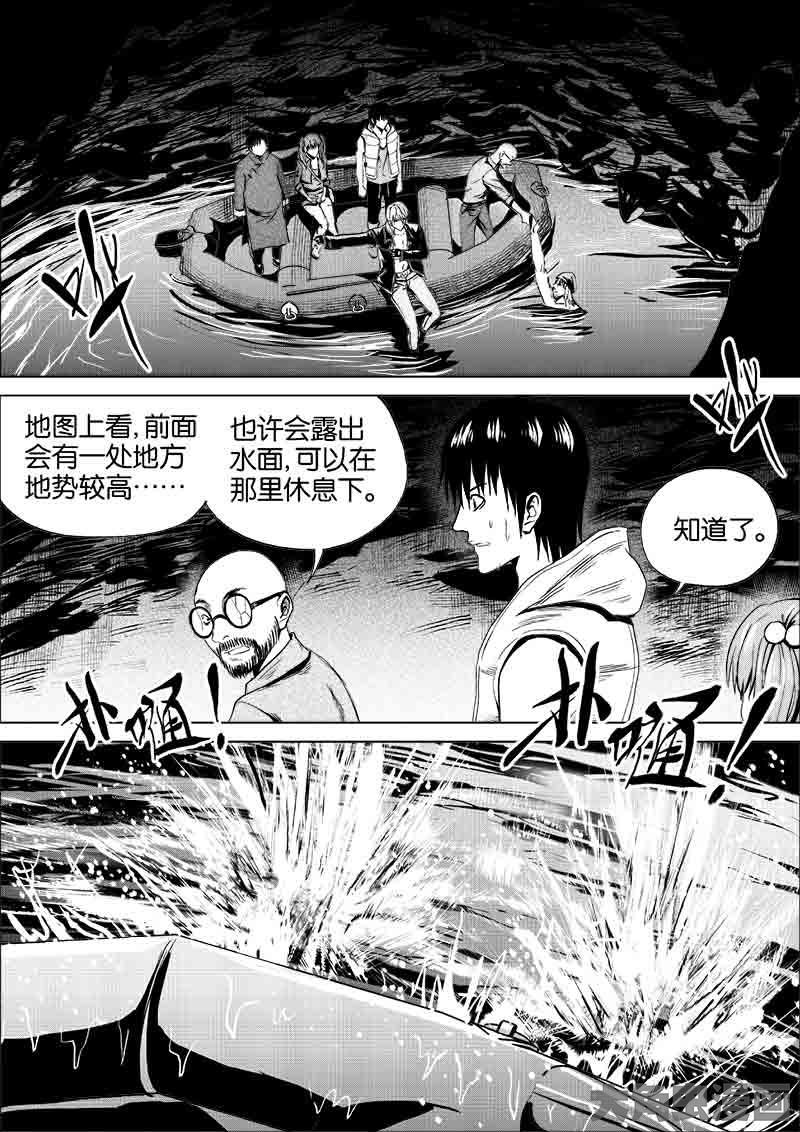 吠
吠
地图上看，前面
会有一处地方
地势较高……
也许会露出
水面，可以在
那里休息下。
知道了。
扑嗵！
扑嗵！